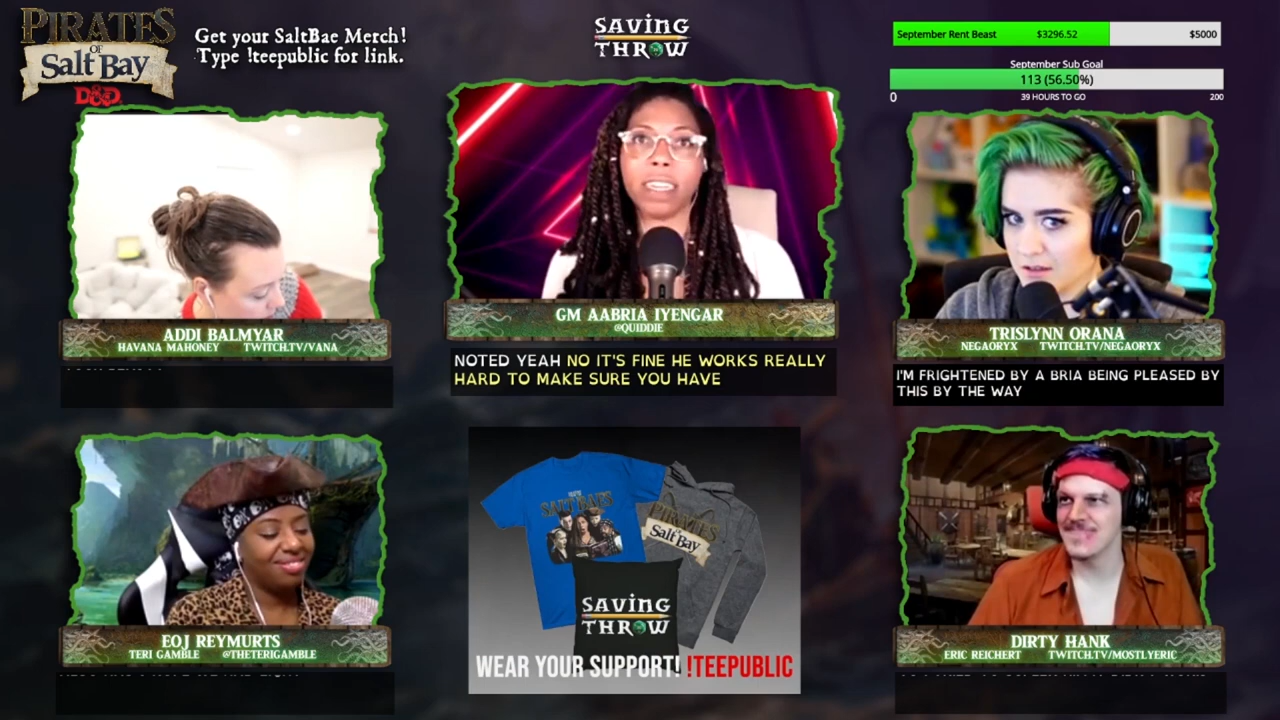 PIRATES
OF
Salt Bay
D&D
Get your SaltBae Merch!
Type !teepublic for link.
SAVING
THROW
September Rent Beast $3296.52 $5000
September Sub Goal
113 (56.50%)
0 39 HOURS TO GO 200
ADDI BALMYAR
HAVANA MAHONEY TWITCH.TV/VANA
GM AABRIA IYENGAR
@QUIDDIE
NOTED YEAH NO IT'S FINE HE WORKS REALLY
HARD TO MAKE SURE YOU HAVE
TRISLYNN ORANA
NEGAORYX TWITCH.TV/NEGAORYX
I'M FRIGHTENED BY A BRIA BEING PLEASED BY
THIS BY THE WAY
EOJ REYMURTS
TERI GAMBLE @THETERIGAMBLE
SALT BAES
PIRATES
OF
Salt Bay
SAVING
THROW
WEAR YOUR SUPPORT! !TEEPUBLIC
DIRTY HANK
ERIC REICHERT TWITCH.TV/MOSTLYERIC